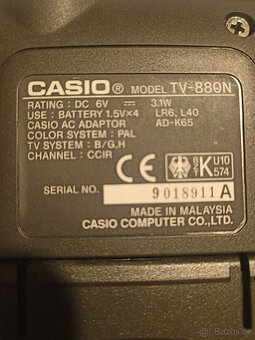 CASIO® MODEL TV-880N
RATING : DC 6V 3.1W
USE : BATTERY 1.5V×4 LR6, L40
CASIO AC ADAPTOR AD-K65
COLOR SYSTEM : PAL
TV SYSTEM : B/G,H
CHANNEL : CCIR
CE K U10 574
SERIAL NO. 9018911 A
MADE IN MALAYSIA
CASIO COMPUTER CO.,LTD.